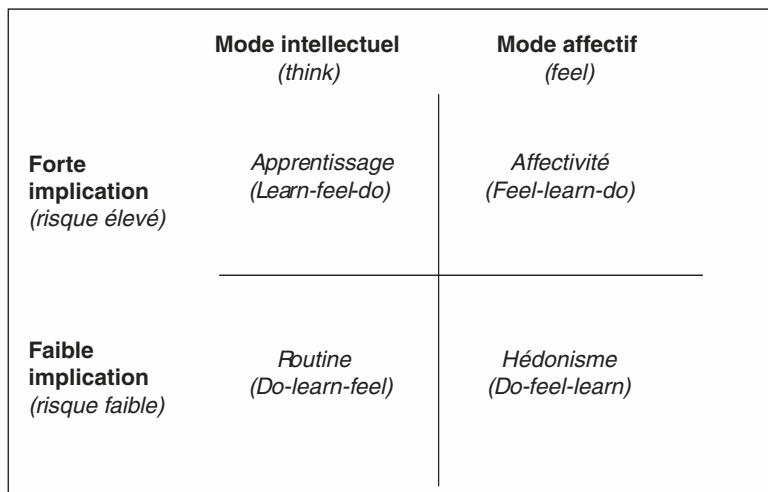 Mode intellectuel
(think)
Mode affectif
(feel)
Forte
implication
(risque élevé)
Apprentissage
(Learn-feel-do)
Affectivité
(Feel-learn-do)
Faible
implication
(risque faible)
Routine
(Do-learn-feel)
Hédonisme
(Do-feel-learn)